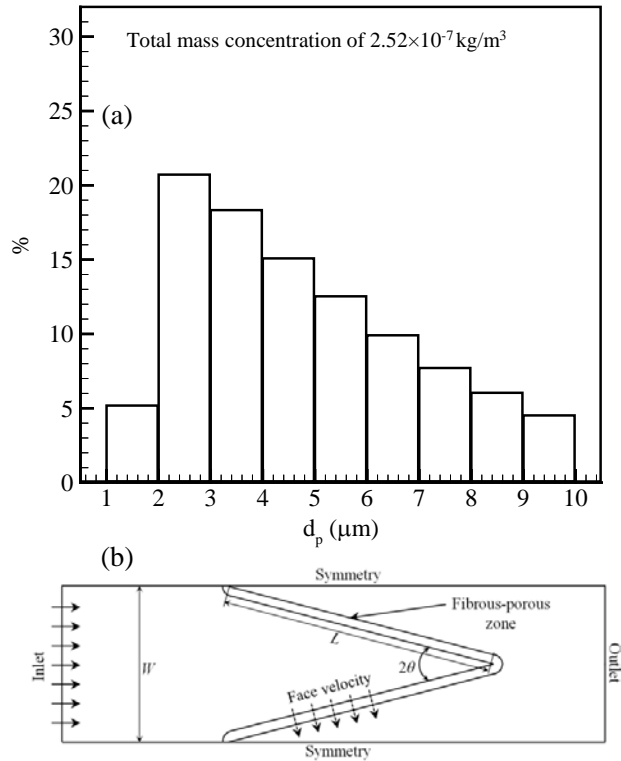 Total mass concentration of 2.52×10⁻⁷ kg/m³
(a)
30
25
20
15
10
5
0
%
1 2 3 4 5 6 7 8 9 10
dₚ (μm)
(b)
Symmetry
Fibrous-porous
zone
Inlet
W
L
2θ
Face velocity
Outlet
Symmetry